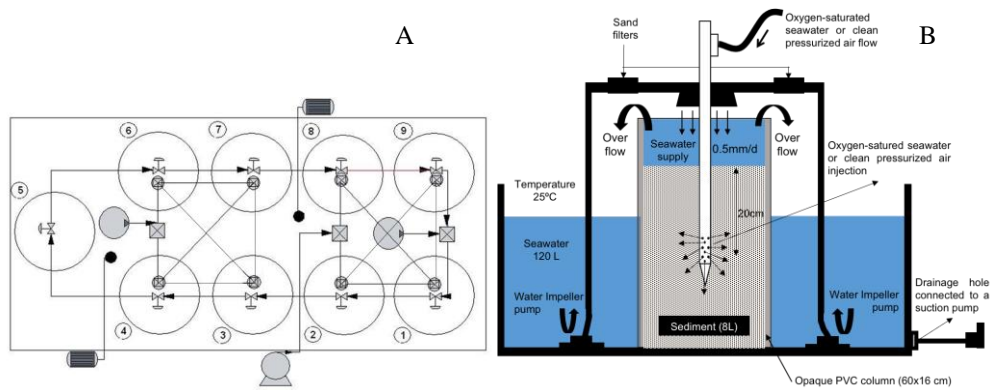 A
6
7
8
9
5
4
3
2
1
B
Oxygen-saturated
seawater or clean
pressurized air flow
Sand
filters
Over
flow
Seawater
supply
0.5mm/d
Over
flow
Oxygen-satured seawater
or clean pressurized air
injection
Temperature
25ºC
20cm
Seawater
120 L
Water Impeller
pump
Sediment (8L)
Water Impeller
pump
Drainage hole
connected to a
suction pump
Opaque PVC column (60x16 cm)